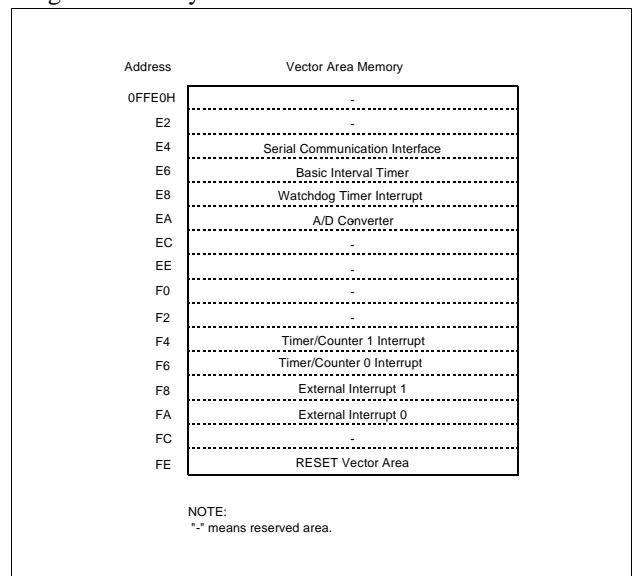 Address Vector Area Memory
0FFE0H -
E2 -
E4 Serial Communication Interface
E6 Basic Interval Timer
E8 Watchdog Timer Interrupt
EA A/D Converter
EC -
EE -
F0 -
F2 -
F4 Timer/Counter 1 Interrupt
F6 Timer/Counter 0 Interrupt
F8 External Interrupt 1
FA External Interrupt 0
FC -
FE RESET Vector Area
NOTE:
"-" means reserved area.